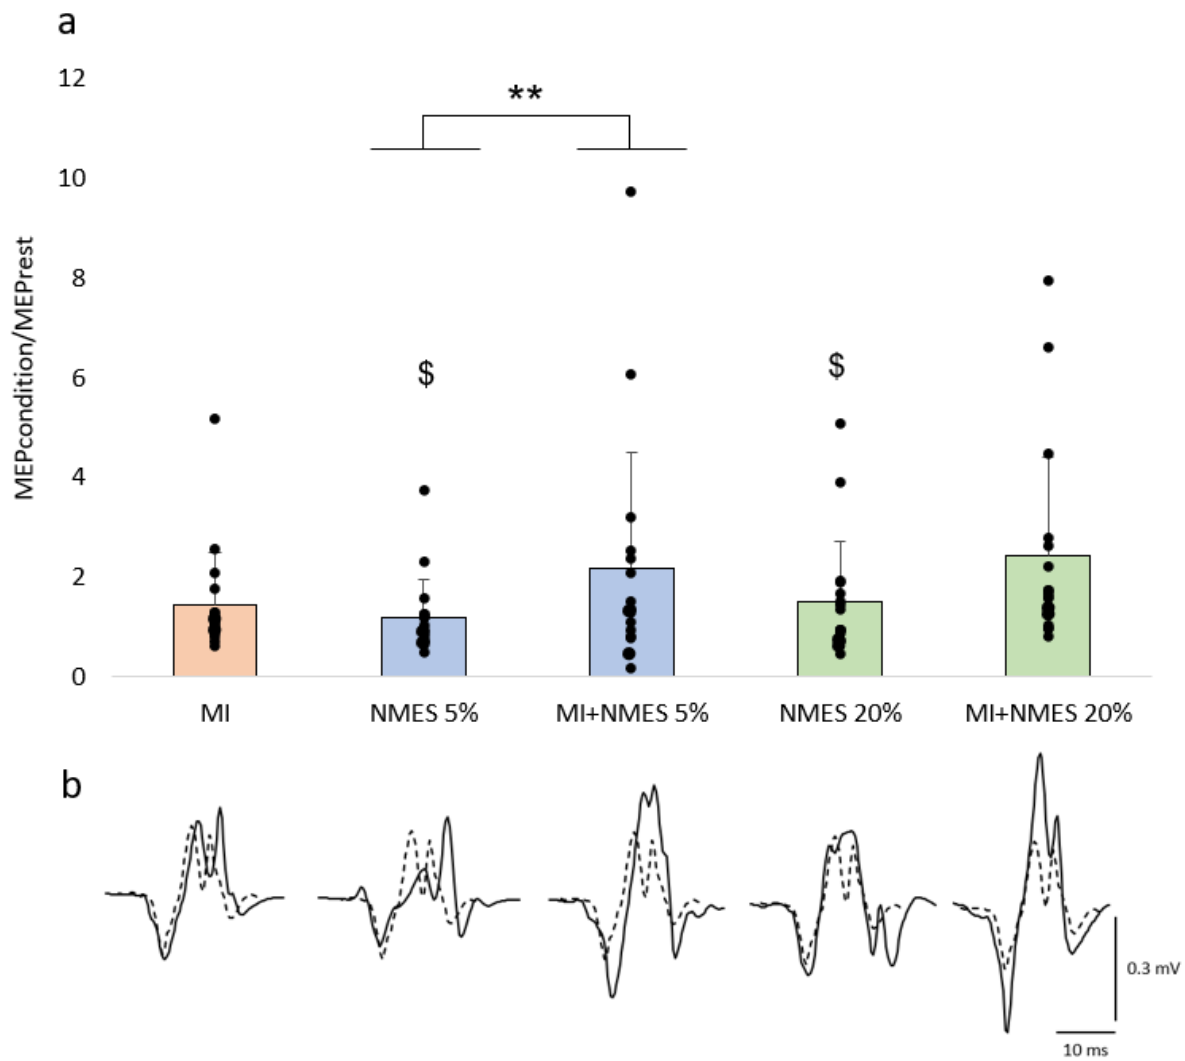 a
12
**
10
8
6
4
2
0
MEPcondition/MEPrest
$
$
MI
NMES 5%
MI+NMES 5%
NMES 20%
MI+NMES 20%
b
0.3 mV
10 ms